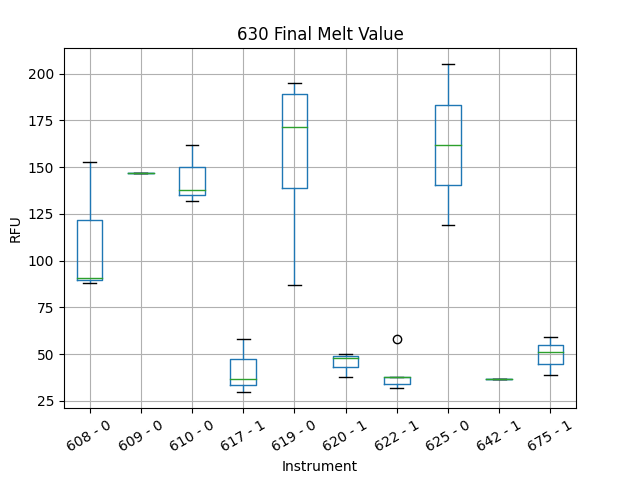 630 Final Melt Value
200
175
150
125
100
75
50
25
RFU
608 - 0
609 - 0
610 - 0
617 - 1
619 - 0
620 - 1
622 - 1
625 - 0
642 - 1
675 - 1
Instrument